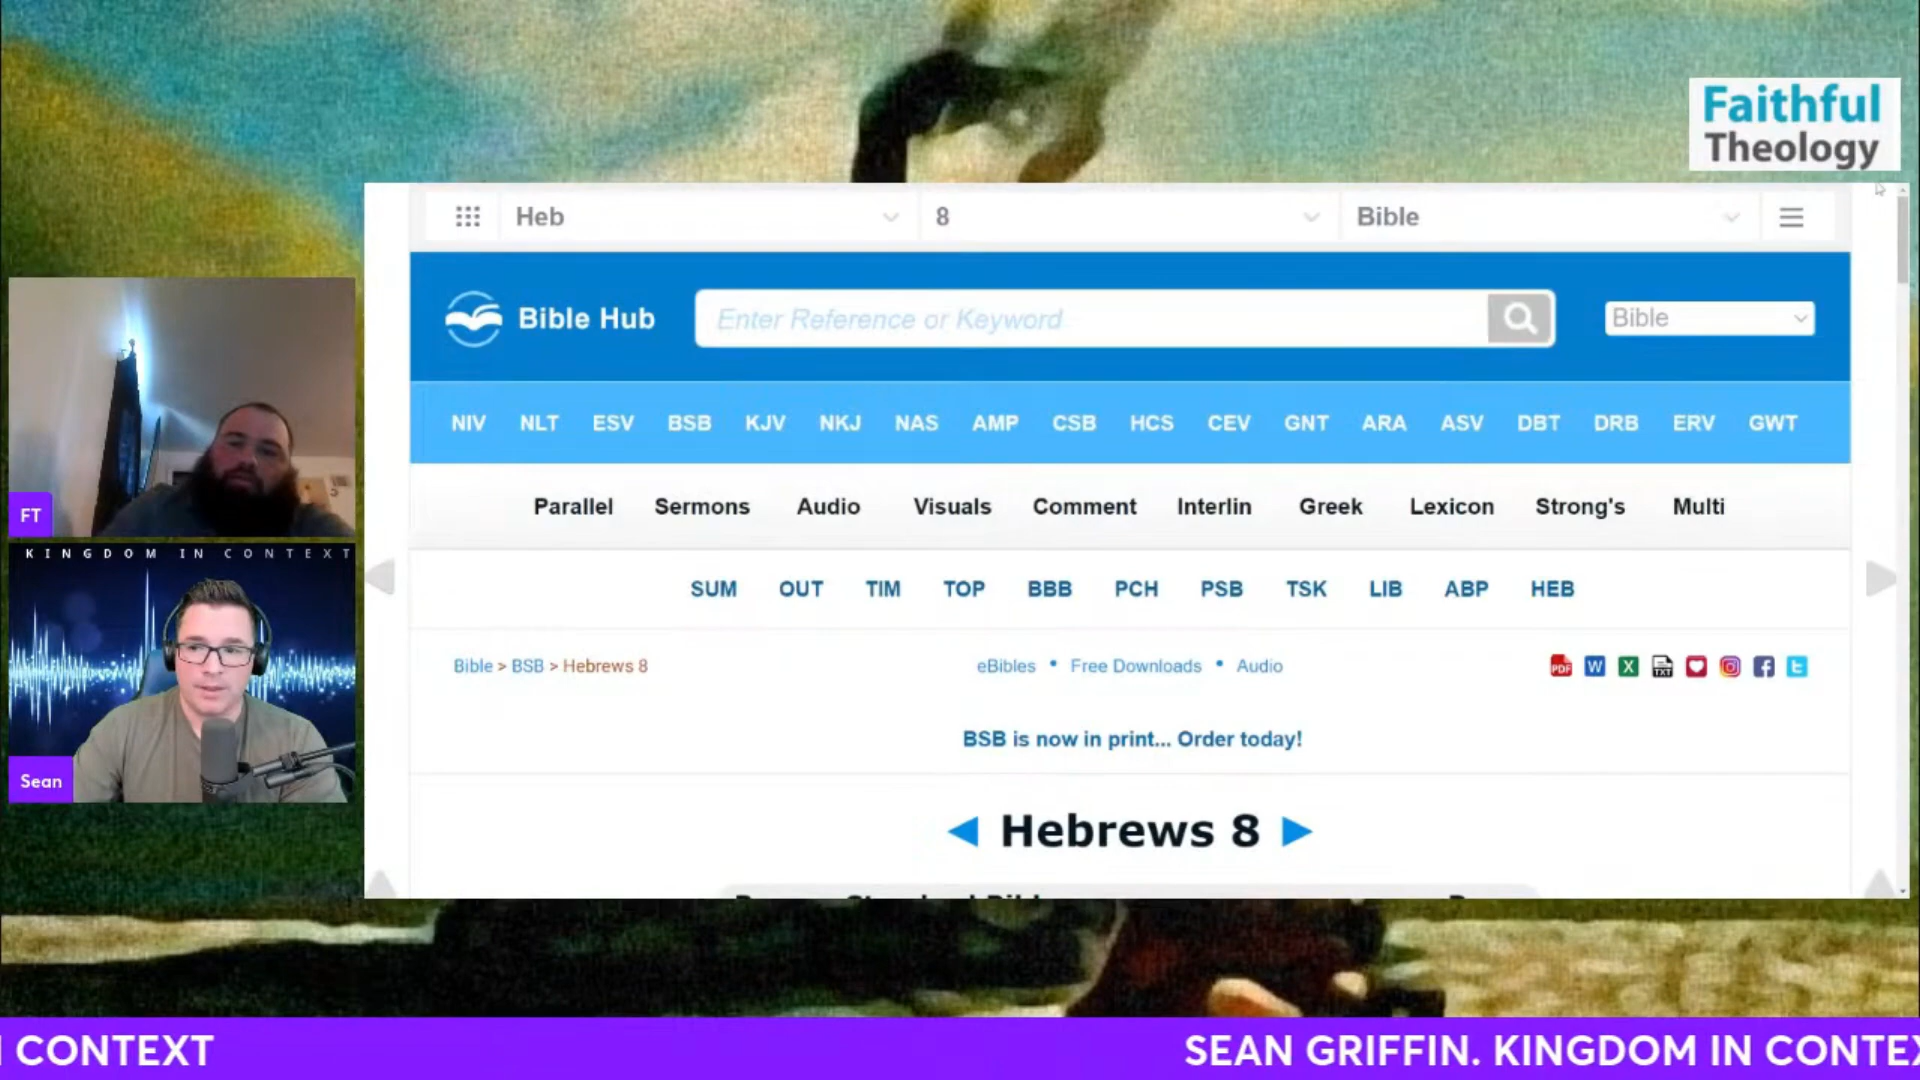 Faithful
Theology
Heb 8 Bible
Bible Hub Enter Reference or Keyword Bible
NIV NLT ESV BSB KJV NKJ NAS AMP CSB HCS CEV GNT ARA ASV DBT DRB ERV GWT
Parallel Sermons Audio Visuals Comment Interlin Greek Lexicon Strong's Multi
SUM OUT TIM TOP BBB PCH PSB TSK LIB ABP HEB
Bible > BSB > Hebrews 8 eBibles • Free Downloads • Audio
PDF W X TXT
BSB is now in print... Order today!
Hebrews 8
FT
KINGDOM IN CONTEXT
Sean
CONTEXT SEAN GRIFFIN. KINGDOM IN CONTEX